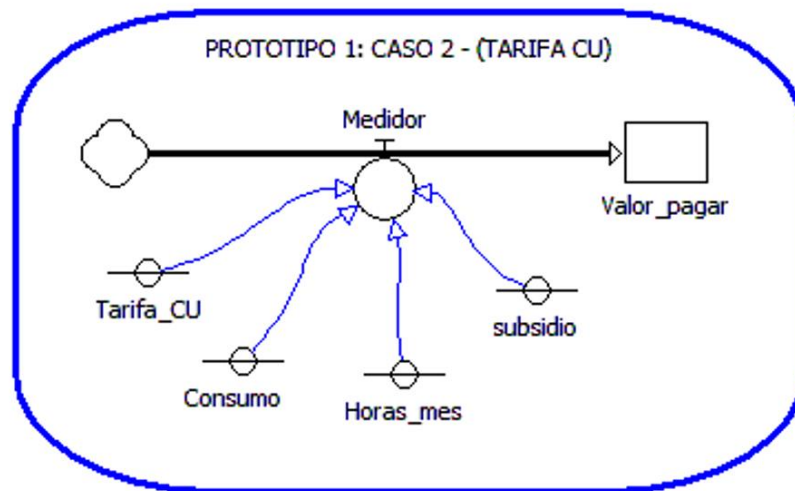 PROTOTIPO 1: CASO 2 - (TARIFA CU)
Medidor
Valor_pagar
Tarifa_CU
subsidio
Consumo
Horas_mes